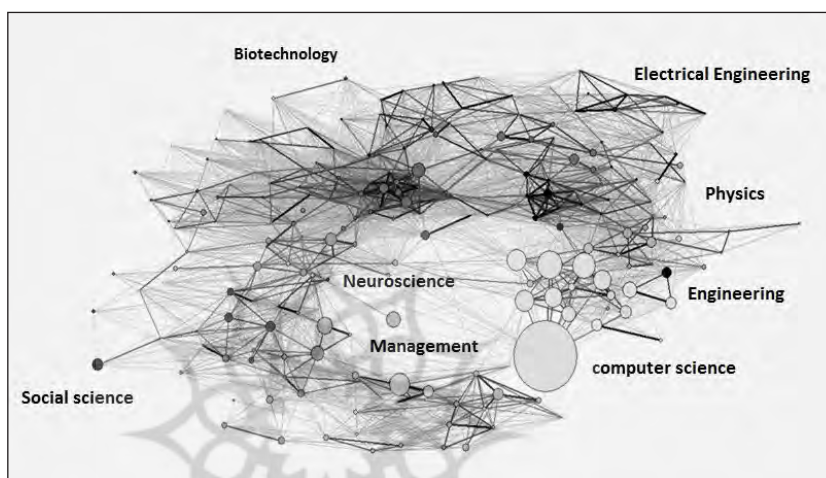 Biotechnology
Electrical Engineering
Physics
Neuroscience
Engineering
Management
computer science
Social science